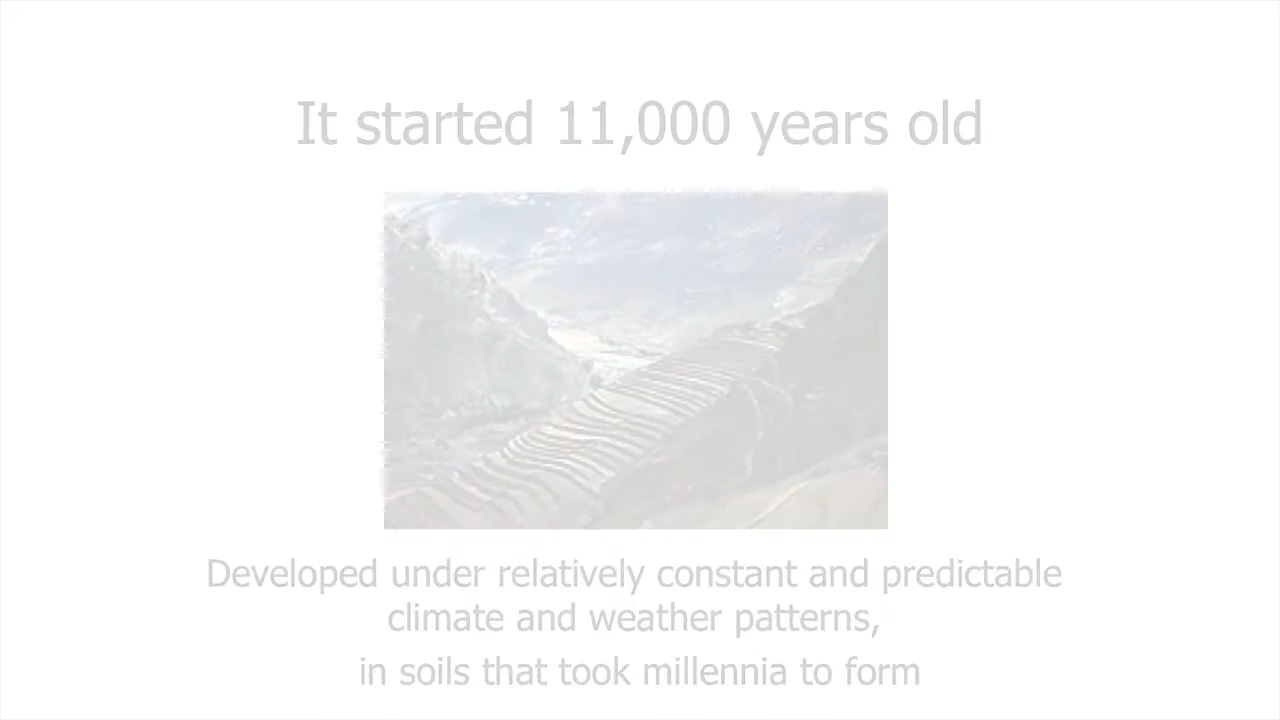 It started 11,000 years old
Developed under relatively constant and predictable
climate and weather patterns,
in soils that took millennia to form